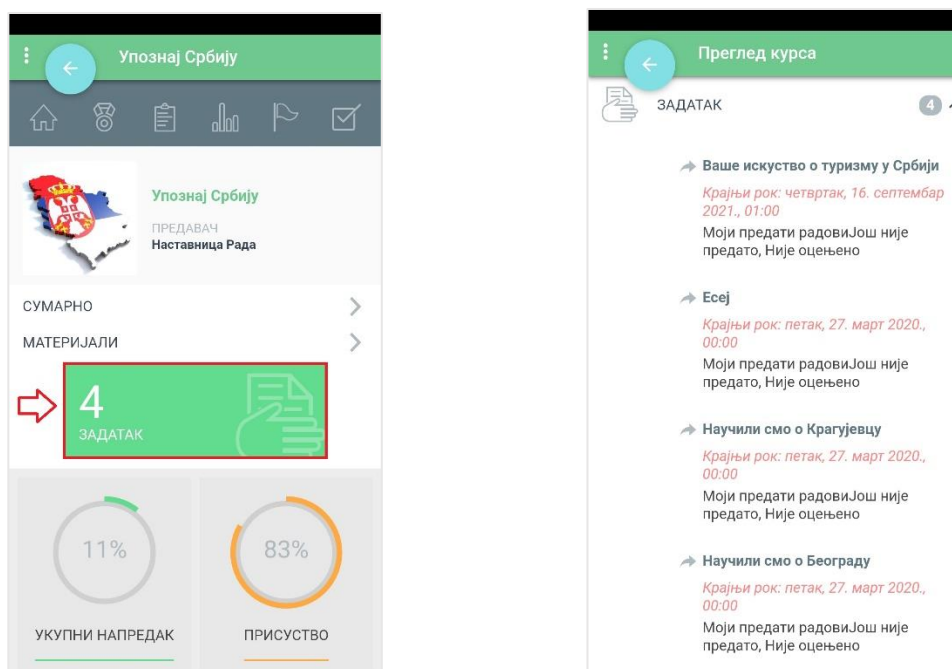 Упознај Србију
Упознај Србију
ПРЕДАВАЧ
Наставница Рада
СУМАРНО
МАТЕРИЈАЛИ
4
ЗАДАТАК
11%
83%
УКУПНИ НАПРЕДАК
ПРИСУСТВО
Преглед курса
ЗАДАТАК
4
Ваше искуство о туризму у Србији
Крајњи рок: четвртак, 16. септембар
2021., 01:00
Моји предати радовиЈош није
предато, Није оцењено
Есеј
Крајњи рок: петак, 27. март 2020.,
00:00
Моји предати радовиЈош није
предато, Није оцењено
Научили смо о Крагујевцу
Крајњи рок: петак, 27. март 2020.,
00:00
Моји предати радовиЈош није
предато, Није оцењено
Научили смо о Београду
Крајњи рок: петак, 27. март 2020.,
00:00
Моји предати радовиЈош није
предато, Није оцењено